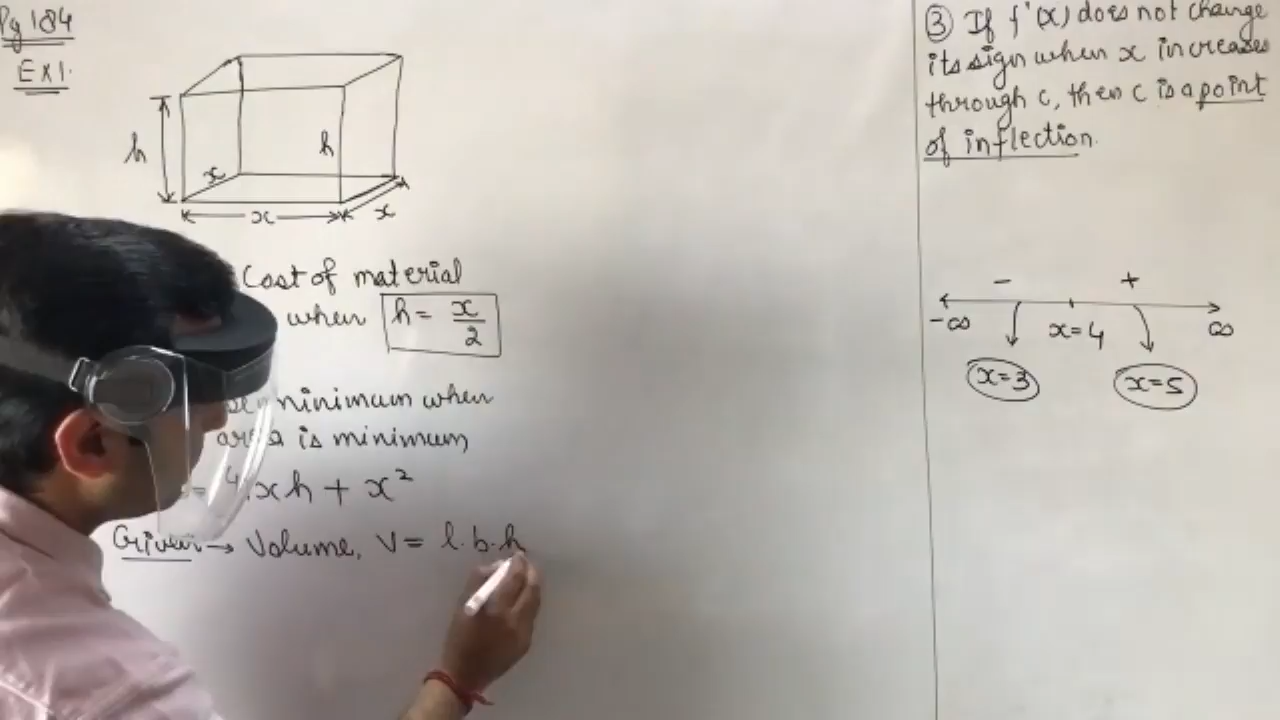 Pg 184
Ex1.
h
x
h
x
x
Cost of material
when h = x/2
minimum when
area is minimum,
= 4xh + x²
Given → Volume, V = l.b.h
③ If f'(x) does not change
its sign when x increases
through c, then c is a point
of inflection.
- +
-∞ x=4 ∞
x=3 x=5